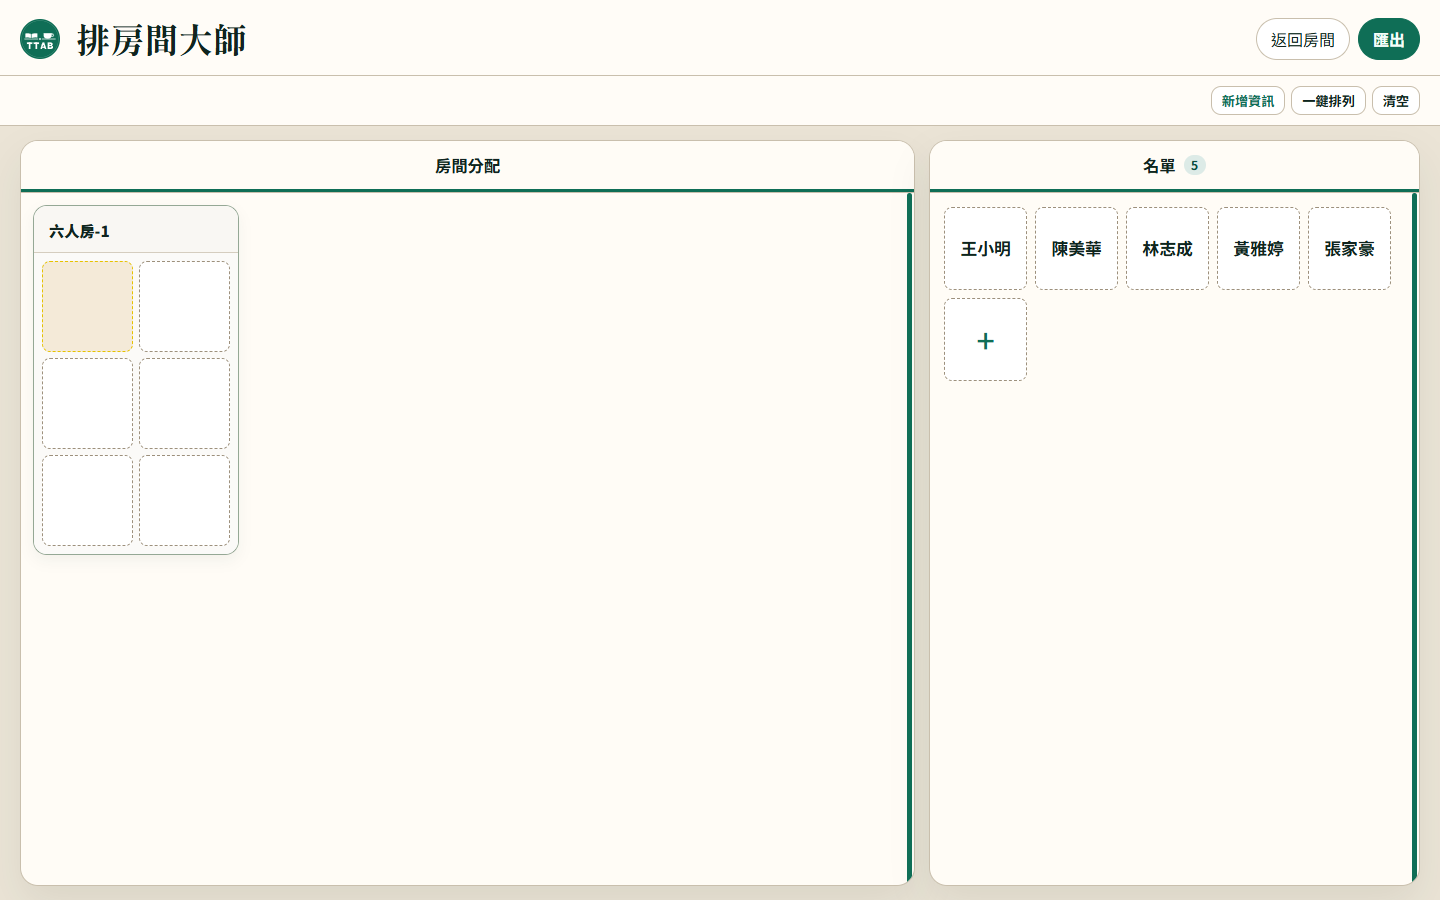 TTAB
排房間大師
返回房間
匯出
新增資訊
一鍵排列
清空
房間分配
名單 5
六人房-1
王小明
陳美華
林志成
黃雅婷
張家豪
+